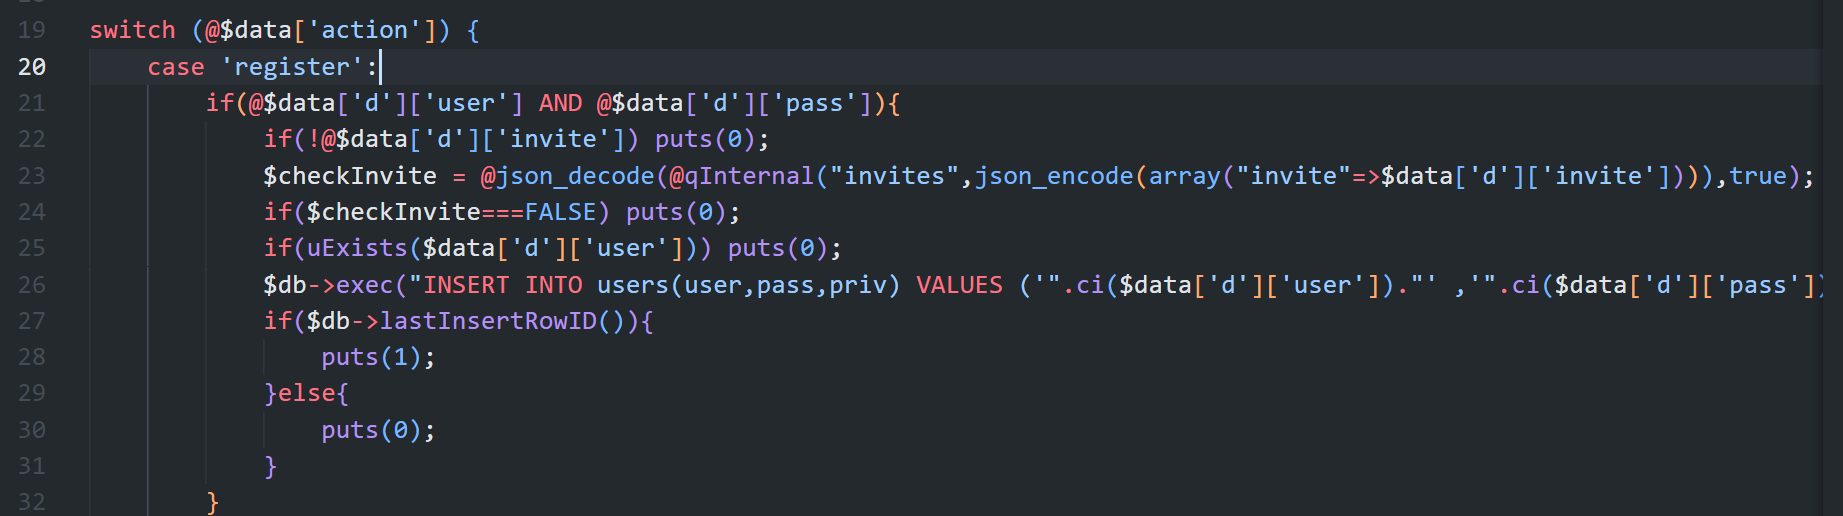 19 switch (@$data['action']) {
20 case 'register':
21 if(@$data['d']['user'] AND @$data['d']['pass']){
22 if(!@$data['d']['invite']) puts(0);
23 $checkInvite = @json_decode(@qInternal("invites",json_encode(array("invite"=>$data['d']['invite']))),true);
24 if($checkInvite===FALSE) puts(0);
25 if(uExists($data['d']['user'])) puts(0);
26 $db->exec("INSERT INTO users(user,pass,priv) VALUES ('".ci($data['d']['user'])."' ,'".ci($data['d']['pass'])
27 if($db->lastInsertRowID()){
28 puts(1);
29 }else{
30 puts(0);
31 }
32 }